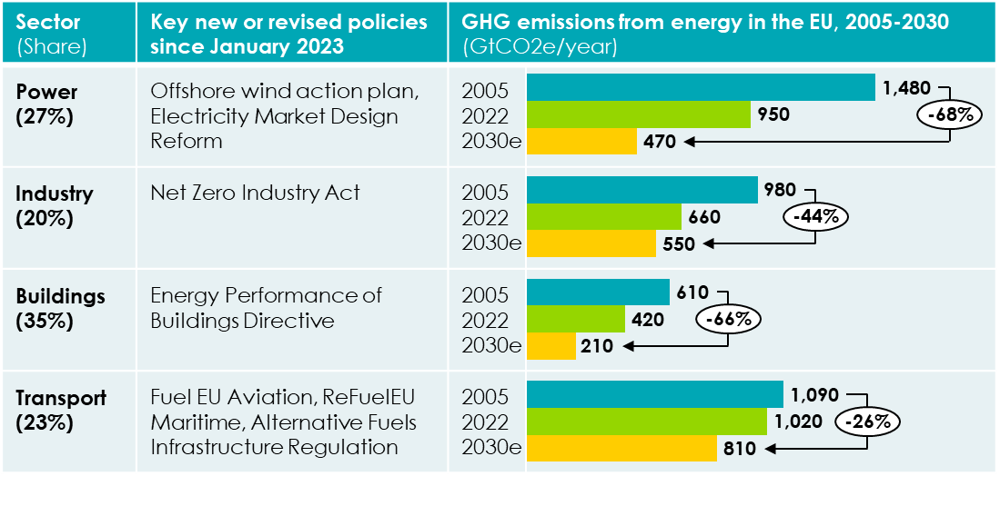 Sector
(Share)
Key new or revised policies
since January 2023
GHG emissions from energy in the EU, 2005-2030
(GtCO2e/year)
Power
(27%)
Offshore wind action plan,
Electricity Market Design
Reform
2005
1,480
2022
950
2030e
470
-68%
Industry
(20%)
Net Zero Industry Act
2005
980
2022
660
2030e
550
-44%
Buildings
(35%)
Energy Performance of
Buildings Directive
2005
610
2022
420
2030e
210
-66%
Transport
(23%)
Fuel EU Aviation, ReFuelEU
Maritime, Alternative Fuels
Infrastructure Regulation
2005
1,090
2022
1,020
2030e
810
-26%